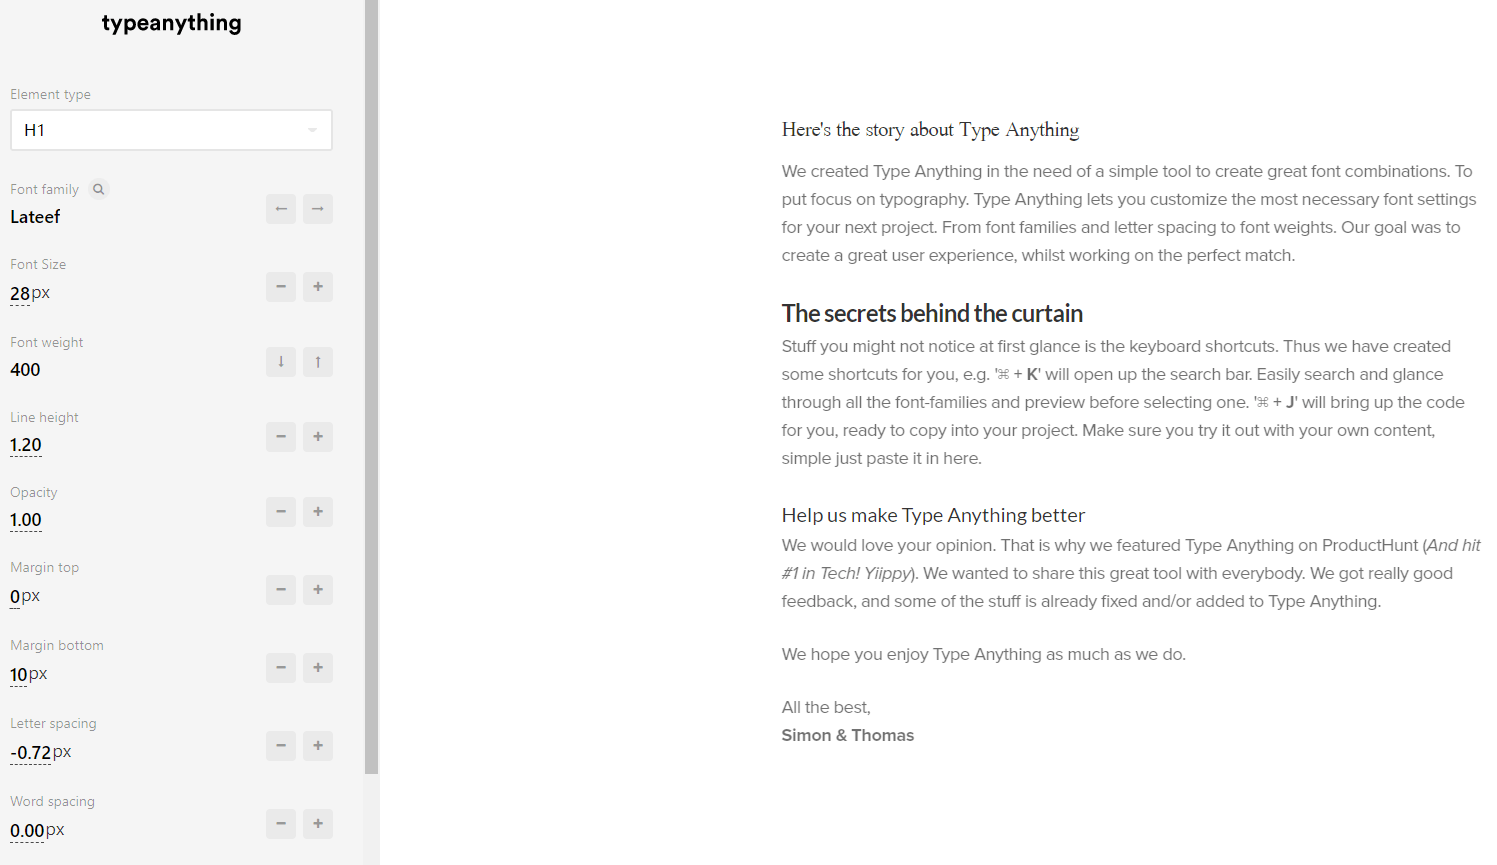 typeanything
Element type
H1
Font family
Lateef
← →
Font Size
28px
− +
Font weight
400
↓ ↑
Line height
1.20
− +
Opacity
1.00
− +
Margin top
0px
− +
Margin bottom
10px
− +
Letter spacing
-0.72px
− +
Word spacing
0.00px
− +
Here's the story about Type Anything
We created Type Anything in the need of a simple tool to create great font combinations. To
put focus on typography. Type Anything lets you customize the most necessary font settings
for your next project. From font families and letter spacing to font weights. Our goal was to
create a great user experience, whilst working on the perfect match.
The secrets behind the curtain
Stuff you might not notice at first glance is the keyboard shortcuts. Thus we have created
some shortcuts for you, e.g. '⌘ + K' will open up the search bar. Easily search and glance
through all the font-families and preview before selecting one. '⌘ + J' will bring up the code
for you, ready to copy into your project. Make sure you try it out with your own content,
simple just paste it in here.
Help us make Type Anything better
We would love your opinion. That is why we featured Type Anything on ProductHunt (And hit
#1 in Tech! Yiippy). We wanted to share this great tool with everybody. We got really good
feedback, and some of the stuff is already fixed and/or added to Type Anything.
We hope you enjoy Type Anything as much as we do.
All the best,
Simon & Thomas